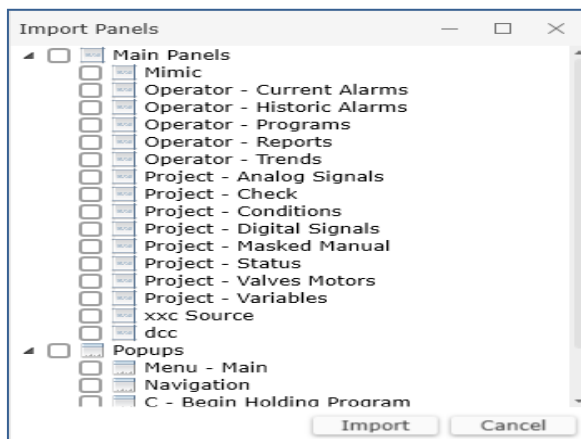 Import Panels
Main Panels
Mimic
Operator - Current Alarms
Operator - Historic Alarms
Operator - Programs
Operator - Reports
Operator - Trends
Project - Analog Signals
Project - Check
Project - Conditions
Project - Digital Signals
Project - Masked Manual
Project - Status
Project - Valves Motors
Project - Variables
xxc Source
dcc
Popups
Menu - Main
Navigation
C - Begin Holding Program
Import Cancel